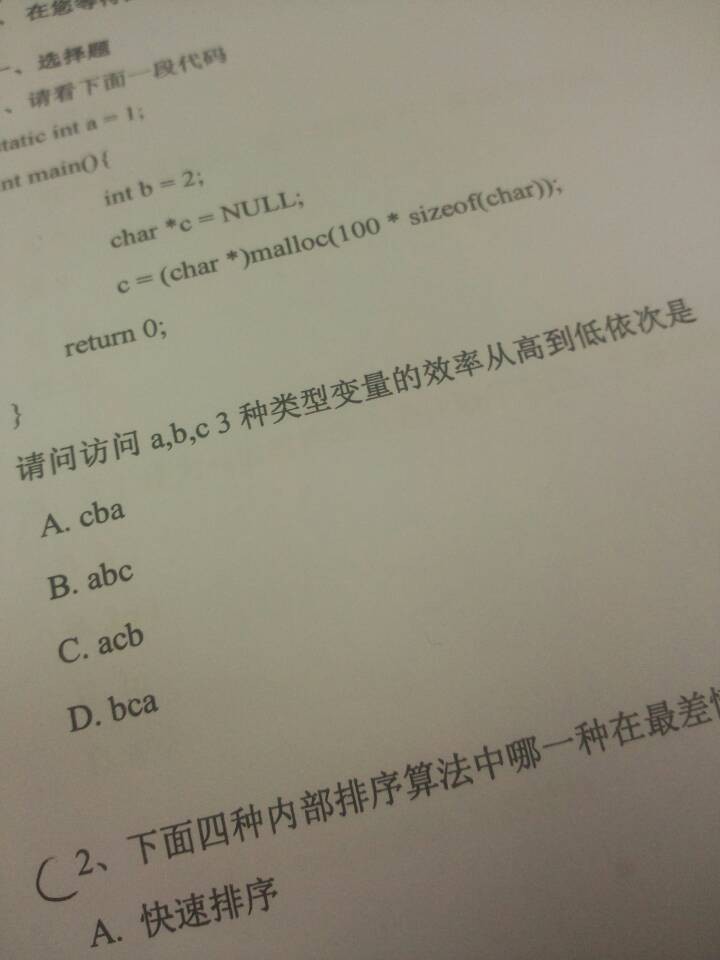 、在您等待
一、选择题
、请看下面一段代码
tatic int a = 1;
nt main(){
int b = 2;
char *c = NULL;
c = (char *)malloc(100 * sizeof(char));
return 0;
}
请问访问 a,b,c 3 种类型变量的效率从高到低依次是
A. cba
B. abc
C. acb
D. bca
2、下面四种内部排序算法中哪一种在最差
A. 快速排序